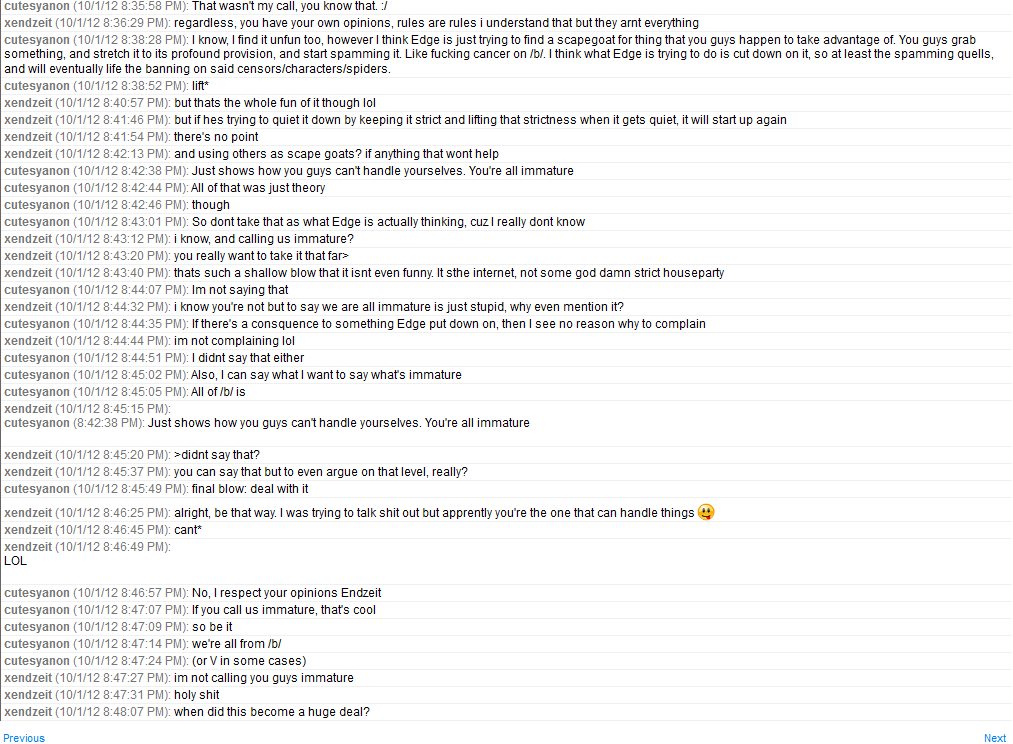 cutesyanon (10/1/12 8:35:58 PM): That wasn't my call, you know that. :/
xendzeit (10/1/12 8:36:29 PM): regardless, you have your own opinions, rules are rules i understand that but they arnt everything
cutesyanon (10/1/12 8:38:28 PM): I know, I find it unfun too, however I think Edge is just trying to find a scapegoat for thing that you guys happen to take advantage of. You guys grab
something, and stretch it to its profound provision, and start spamming it. Like fucking cancer on /b/. I think what Edge is trying to do is cut down on it, so at least the spamming quells,
and will eventually life the banning on said censors/characters/spiders.
cutesyanon (10/1/12 8:38:52 PM): lift*
xendzeit (10/1/12 8:40:57 PM): but thats the whole fun of it though lol
xendzeit (10/1/12 8:41:46 PM): but if hes trying to quiet it down by keeping it strict and lifting that strictness when it gets quiet, it will start up again
xendzeit (10/1/12 8:41:54 PM): there's no point
xendzeit (10/1/12 8:42:13 PM): and using others as scape goats? if anything that wont help
cutesyanon (10/1/12 8:42:38 PM): Just shows how you guys can't handle yourselves. You're all immature
cutesyanon (10/1/12 8:42:44 PM): All of that was just theory
cutesyanon (10/1/12 8:42:46 PM): though
cutesyanon (10/1/12 8:43:01 PM): So dont take that as what Edge is actually thinking, cuz I really dont know
xendzeit (10/1/12 8:43:12 PM): i know, and calling us immature?
xendzeit (10/1/12 8:43:20 PM): you really want to take it that far>
xendzeit (10/1/12 8:43:40 PM): thats such a shallow blow that it isnt even funny. It sthe internet, not some god damn strict houseparty
cutesyanon (10/1/12 8:44:07 PM): Im not saying that
xendzeit (10/1/12 8:44:32 PM): i know you're not but to say we are all immature is just stupid, why even mention it?
cutesyanon (10/1/12 8:44:35 PM): If there's a consquence to something Edge put down on, then I see no reason why to complain
xendzeit (10/1/12 8:44:44 PM): im not complaining lol
cutesyanon (10/1/12 8:44:51 PM): I didnt say that either
cutesyanon (10/1/12 8:45:02 PM): Also, I can say what I want to say what's immature
cutesyanon (10/1/12 8:45:05 PM): All of /b/ is
xendzeit (10/1/12 8:45:15 PM):
cutesyanon (8:42:38 PM): Just shows how you guys can't handle yourselves. You're all immature
xendzeit (10/1/12 8:45:20 PM): >didnt say that?
xendzeit (10/1/12 8:45:37 PM): you can say that but to even argue on that level, really?
cutesyanon (10/1/12 8:45:49 PM): final blow: deal with it
xendzeit (10/1/12 8:46:25 PM): alright, be that way. I was trying to talk shit out but apprently you're the one that can handle things
xendzeit (10/1/12 8:46:45 PM): cant*
xendzeit (10/1/12 8:46:49 PM):
LOL
cutesyanon (10/1/12 8:46:57 PM): No, I respect your opinions Endzeit
cutesyanon (10/1/12 8:47:07 PM): If you call us immature, that's cool
cutesyanon (10/1/12 8:47:09 PM): so be it
cutesyanon (10/1/12 8:47:14 PM): we're all from /b/
cutesyanon (10/1/12 8:47:24 PM): (or V in some cases)
xendzeit (10/1/12 8:47:27 PM): im not calling you guys immature
xendzeit (10/1/12 8:47:31 PM): holy shit
xendzeit (10/1/12 8:48:07 PM): when did this become a huge deal?
Previous
Next